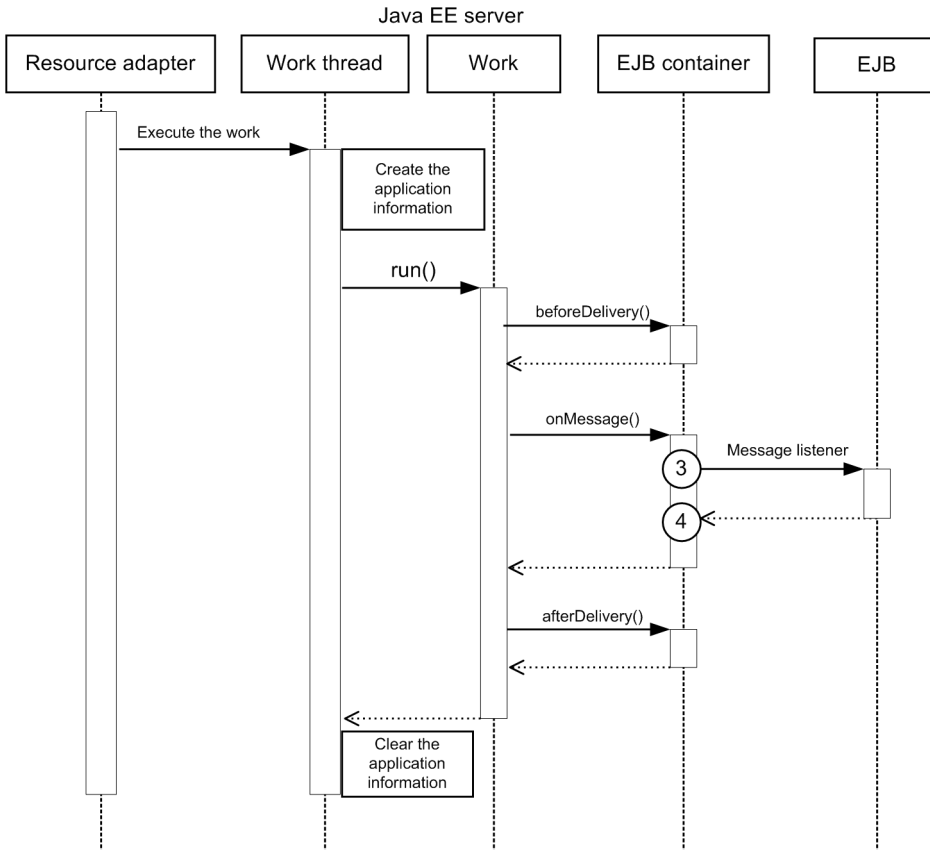 Java EE server
Resource adapter
Work thread
Work
EJB container
EJB
Execute the work
Create the
application
information
run()
beforeDelivery()
onMessage()
Message listener
3
4
afterDelivery()
Clear the
application
information